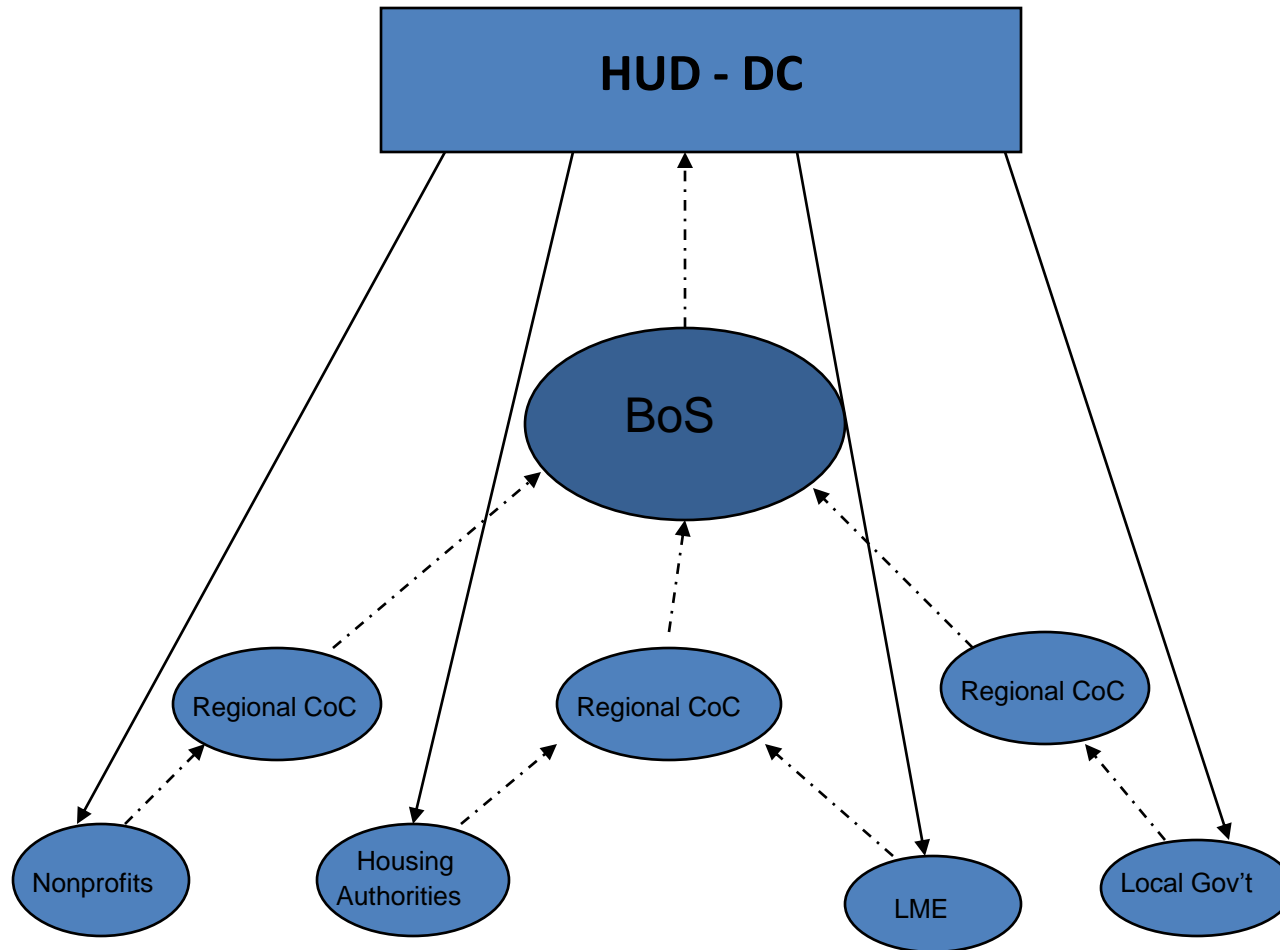 HUD - DC
BoS
Regional CoC
Regional CoC
Regional CoC
Nonprofits
Housing
Authorities
LME
Local Gov’t